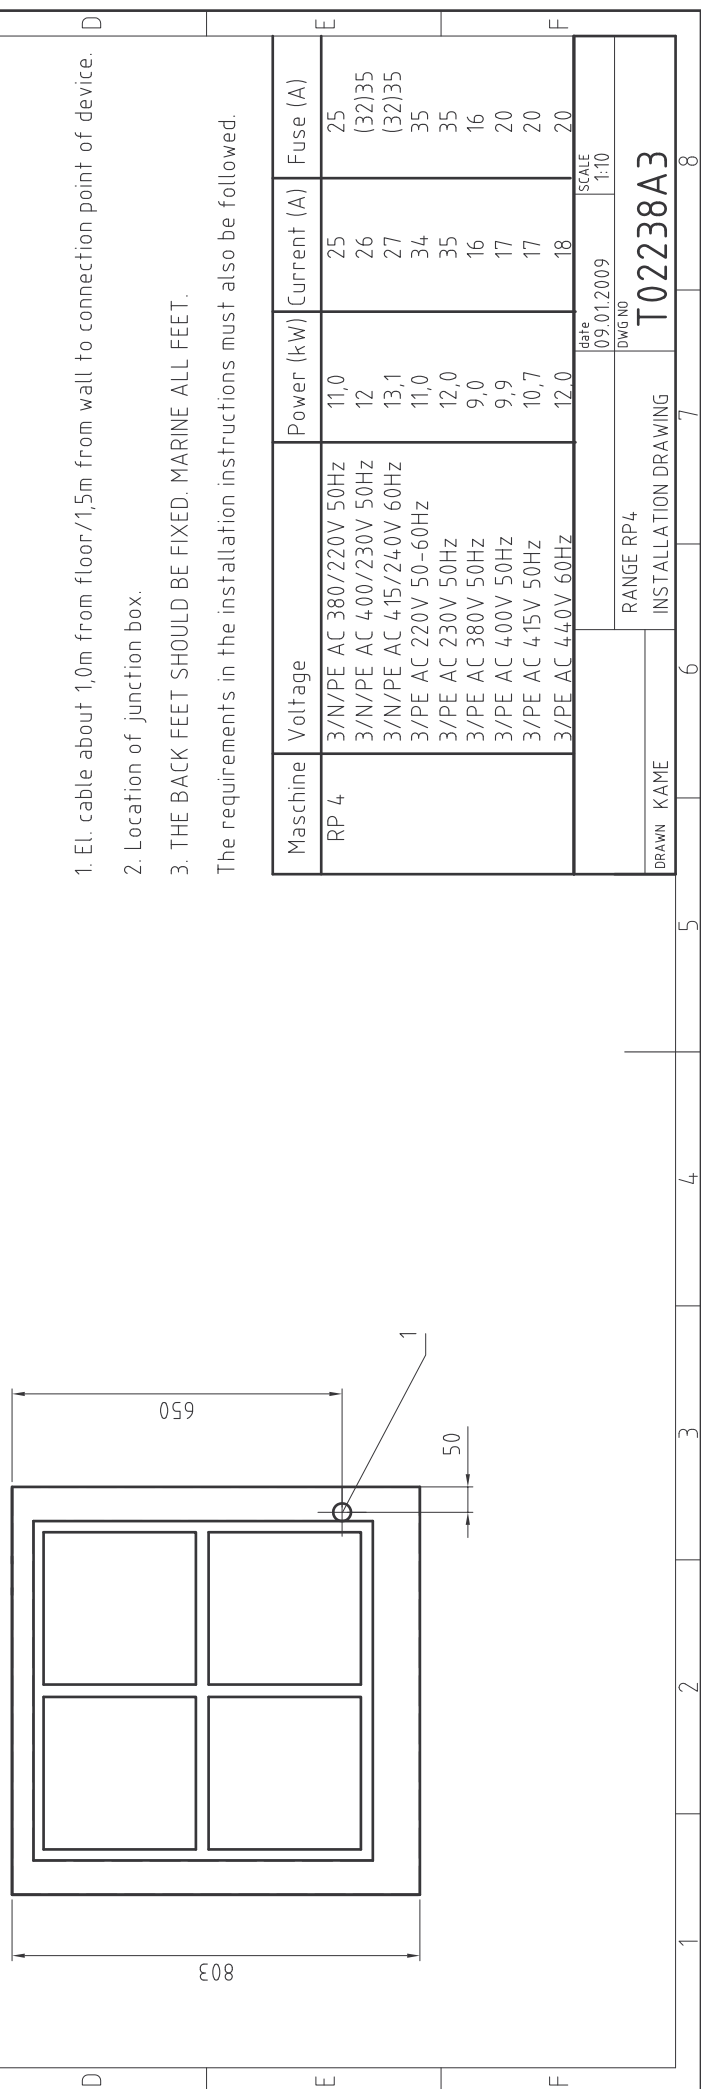 D
E
F
1. El. cable about 1,0m from floor/1,5m from wall to connection point of device.
2. Location of junction box.
3. THE BACK FEET SHOULD BE FIXED. MARINE ALL FEET.
The requirements in the installation instructions must also be followed.
Maschine Voltage Power (kW) Current (A) Fuse (A)
RP 4 3/N/PE AC 380/220V 50Hz 11,0 25 25
3/N/PE AC 400/230V 50Hz 12 26 (32)35
3/N/PE AC 415/240V 60Hz 13,1 27 (32)35
3/PE AC 220V 50-60Hz 11,0 34 35
3/PE AC 230V 50Hz 12,0 35 35
3/PE AC 380V 50Hz 9,0 16 16
3/PE AC 400V 50Hz 9,9 17 20
3/PE AC 415V 50Hz 10,7 17 20
3/PE AC 440V 60Hz 12,0 18 20
date
09.01.2009
SCALE
1:10
RANGE RP4
DWG NO
T02238A3
DRAWN KAME
INSTALLATION DRAWING
650
1
50
803
D
E
F
1 2 3 4 5 6 7 8